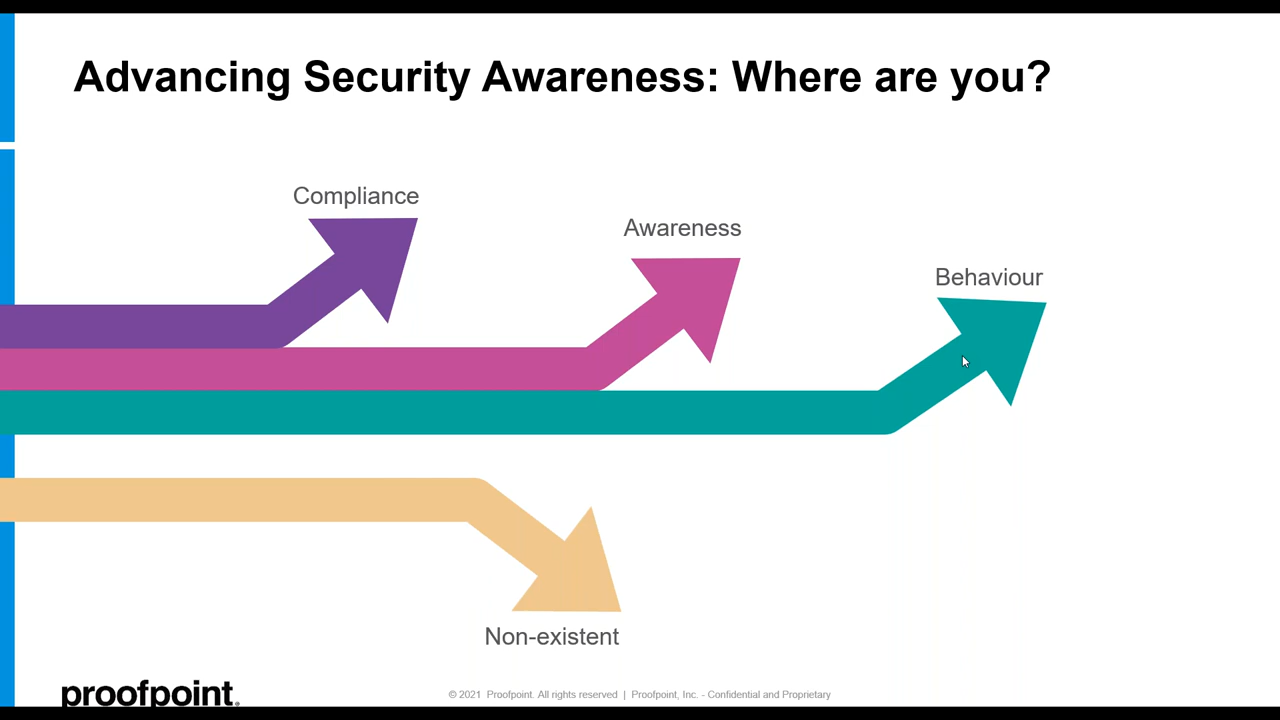 Advancing Security Awareness: Where are you?
Compliance
Awareness
Behaviour
Non-existent
proofpoint.
© 2021 Proofpoint. All rights reserved | Proofpoint, Inc. - Confidential and Proprietary